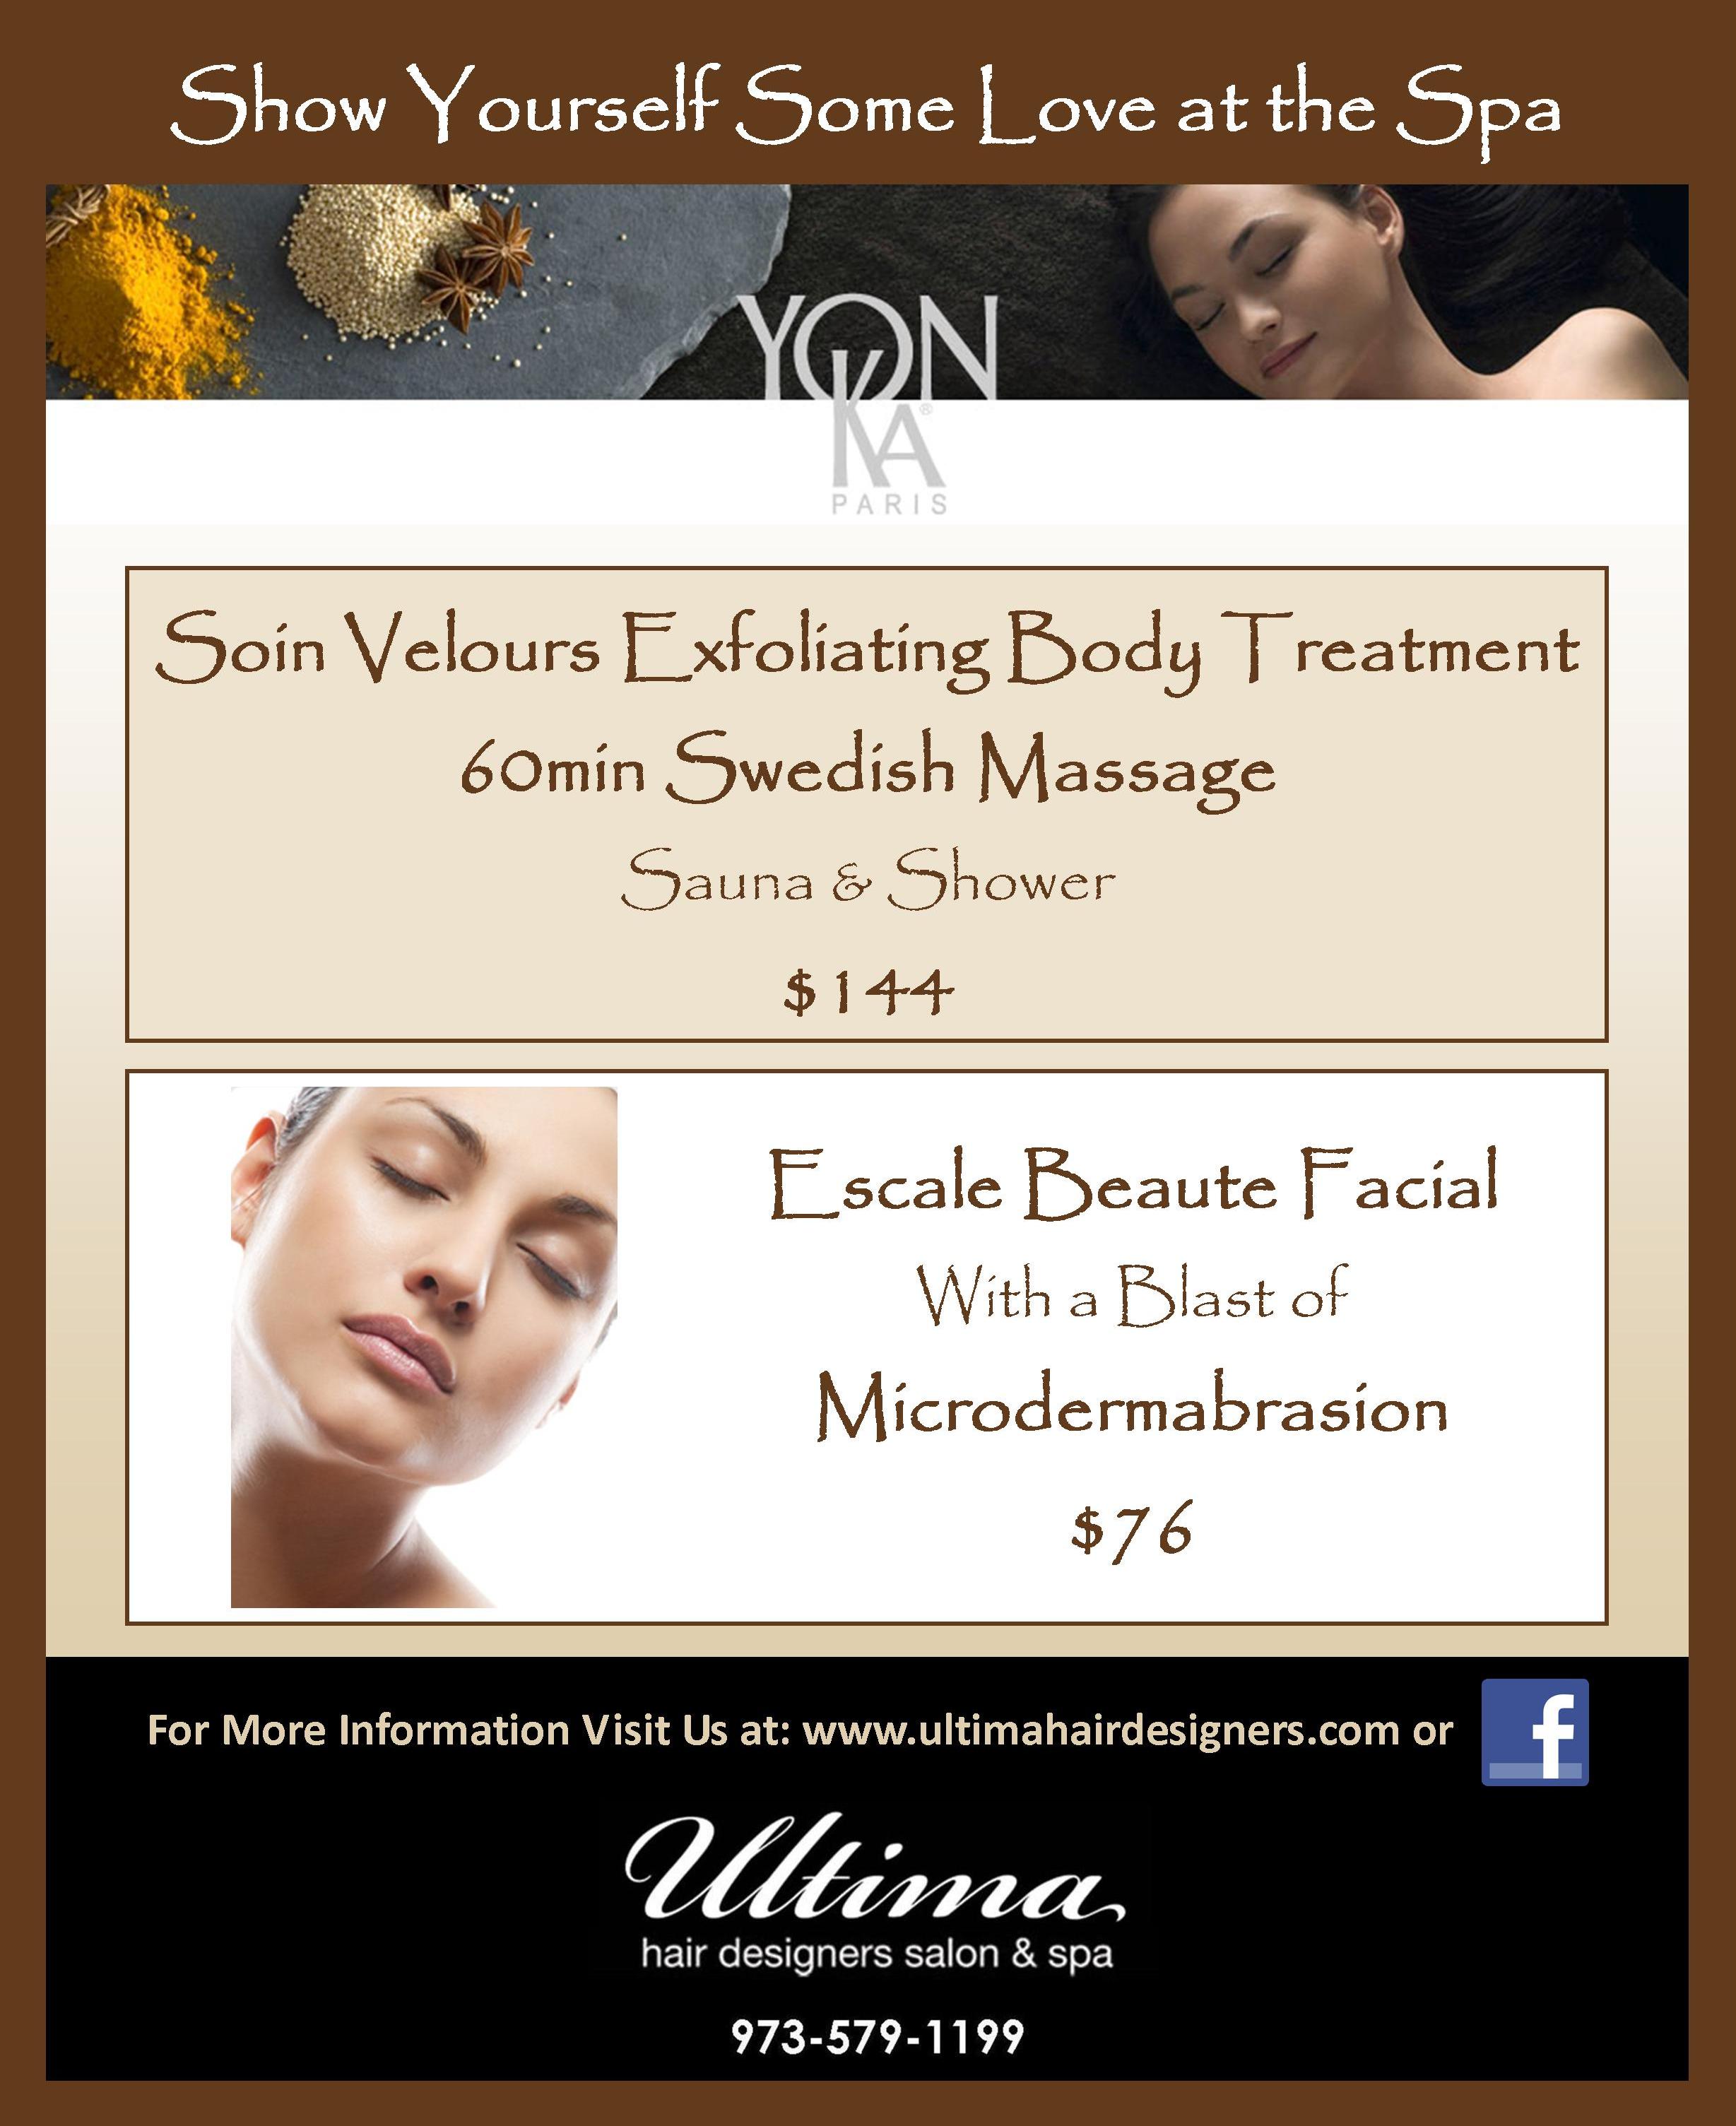 Show Yourself Some Love at the Spa
YON
KA®
PARIS
Soin Velours Exfoliating Body Treatment
60min Swedish Massage
Sauna & Shower
$144
Escale Beaute Facial
With a Blast of
Microdermabrasion
$76
For More Information Visit Us at: www.ultimahairdesigners.com or f
Ultima
hair designers salon & spa
973-579-1199